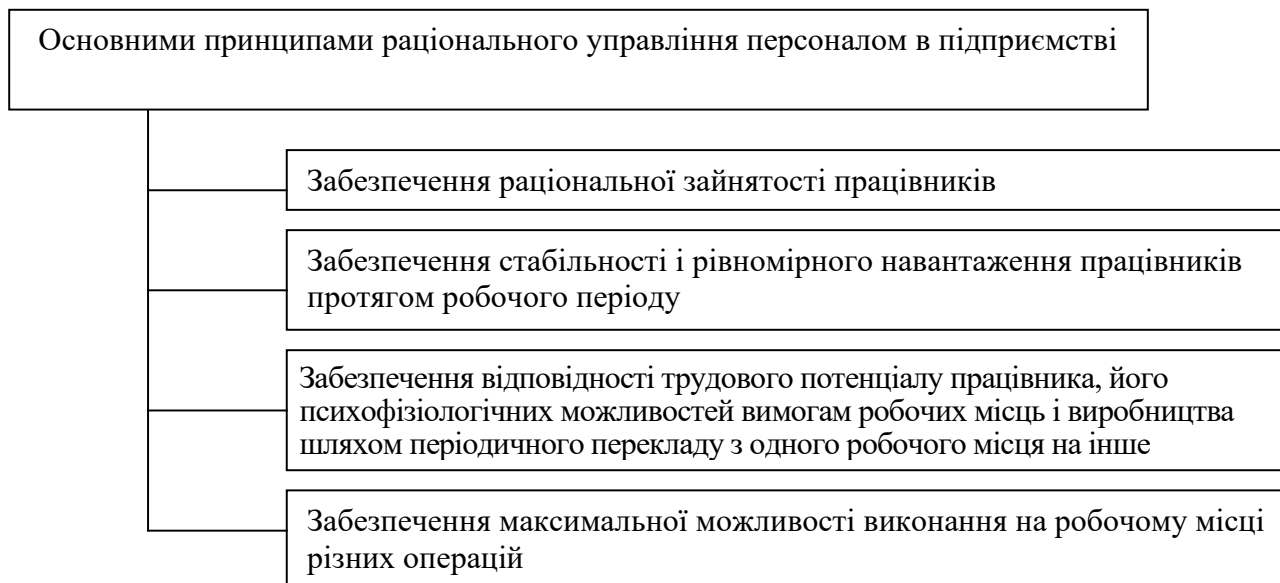 Основними принципами раціонального управління персоналом в підприємстві
Забезпечення раціональної зайнятості працівників
Забезпечення стабільності і рівномірного навантаження працівників
протягом робочого періоду
Забезпечення відповідності трудового потенціалу працівника, його
психофізіологічних можливостей вимогам робочих місць і виробництва
шляхом періодичного перекладу з одного робочого місця на інше
Забезпечення максимальної можливості виконання на робочому місці
різних операцій